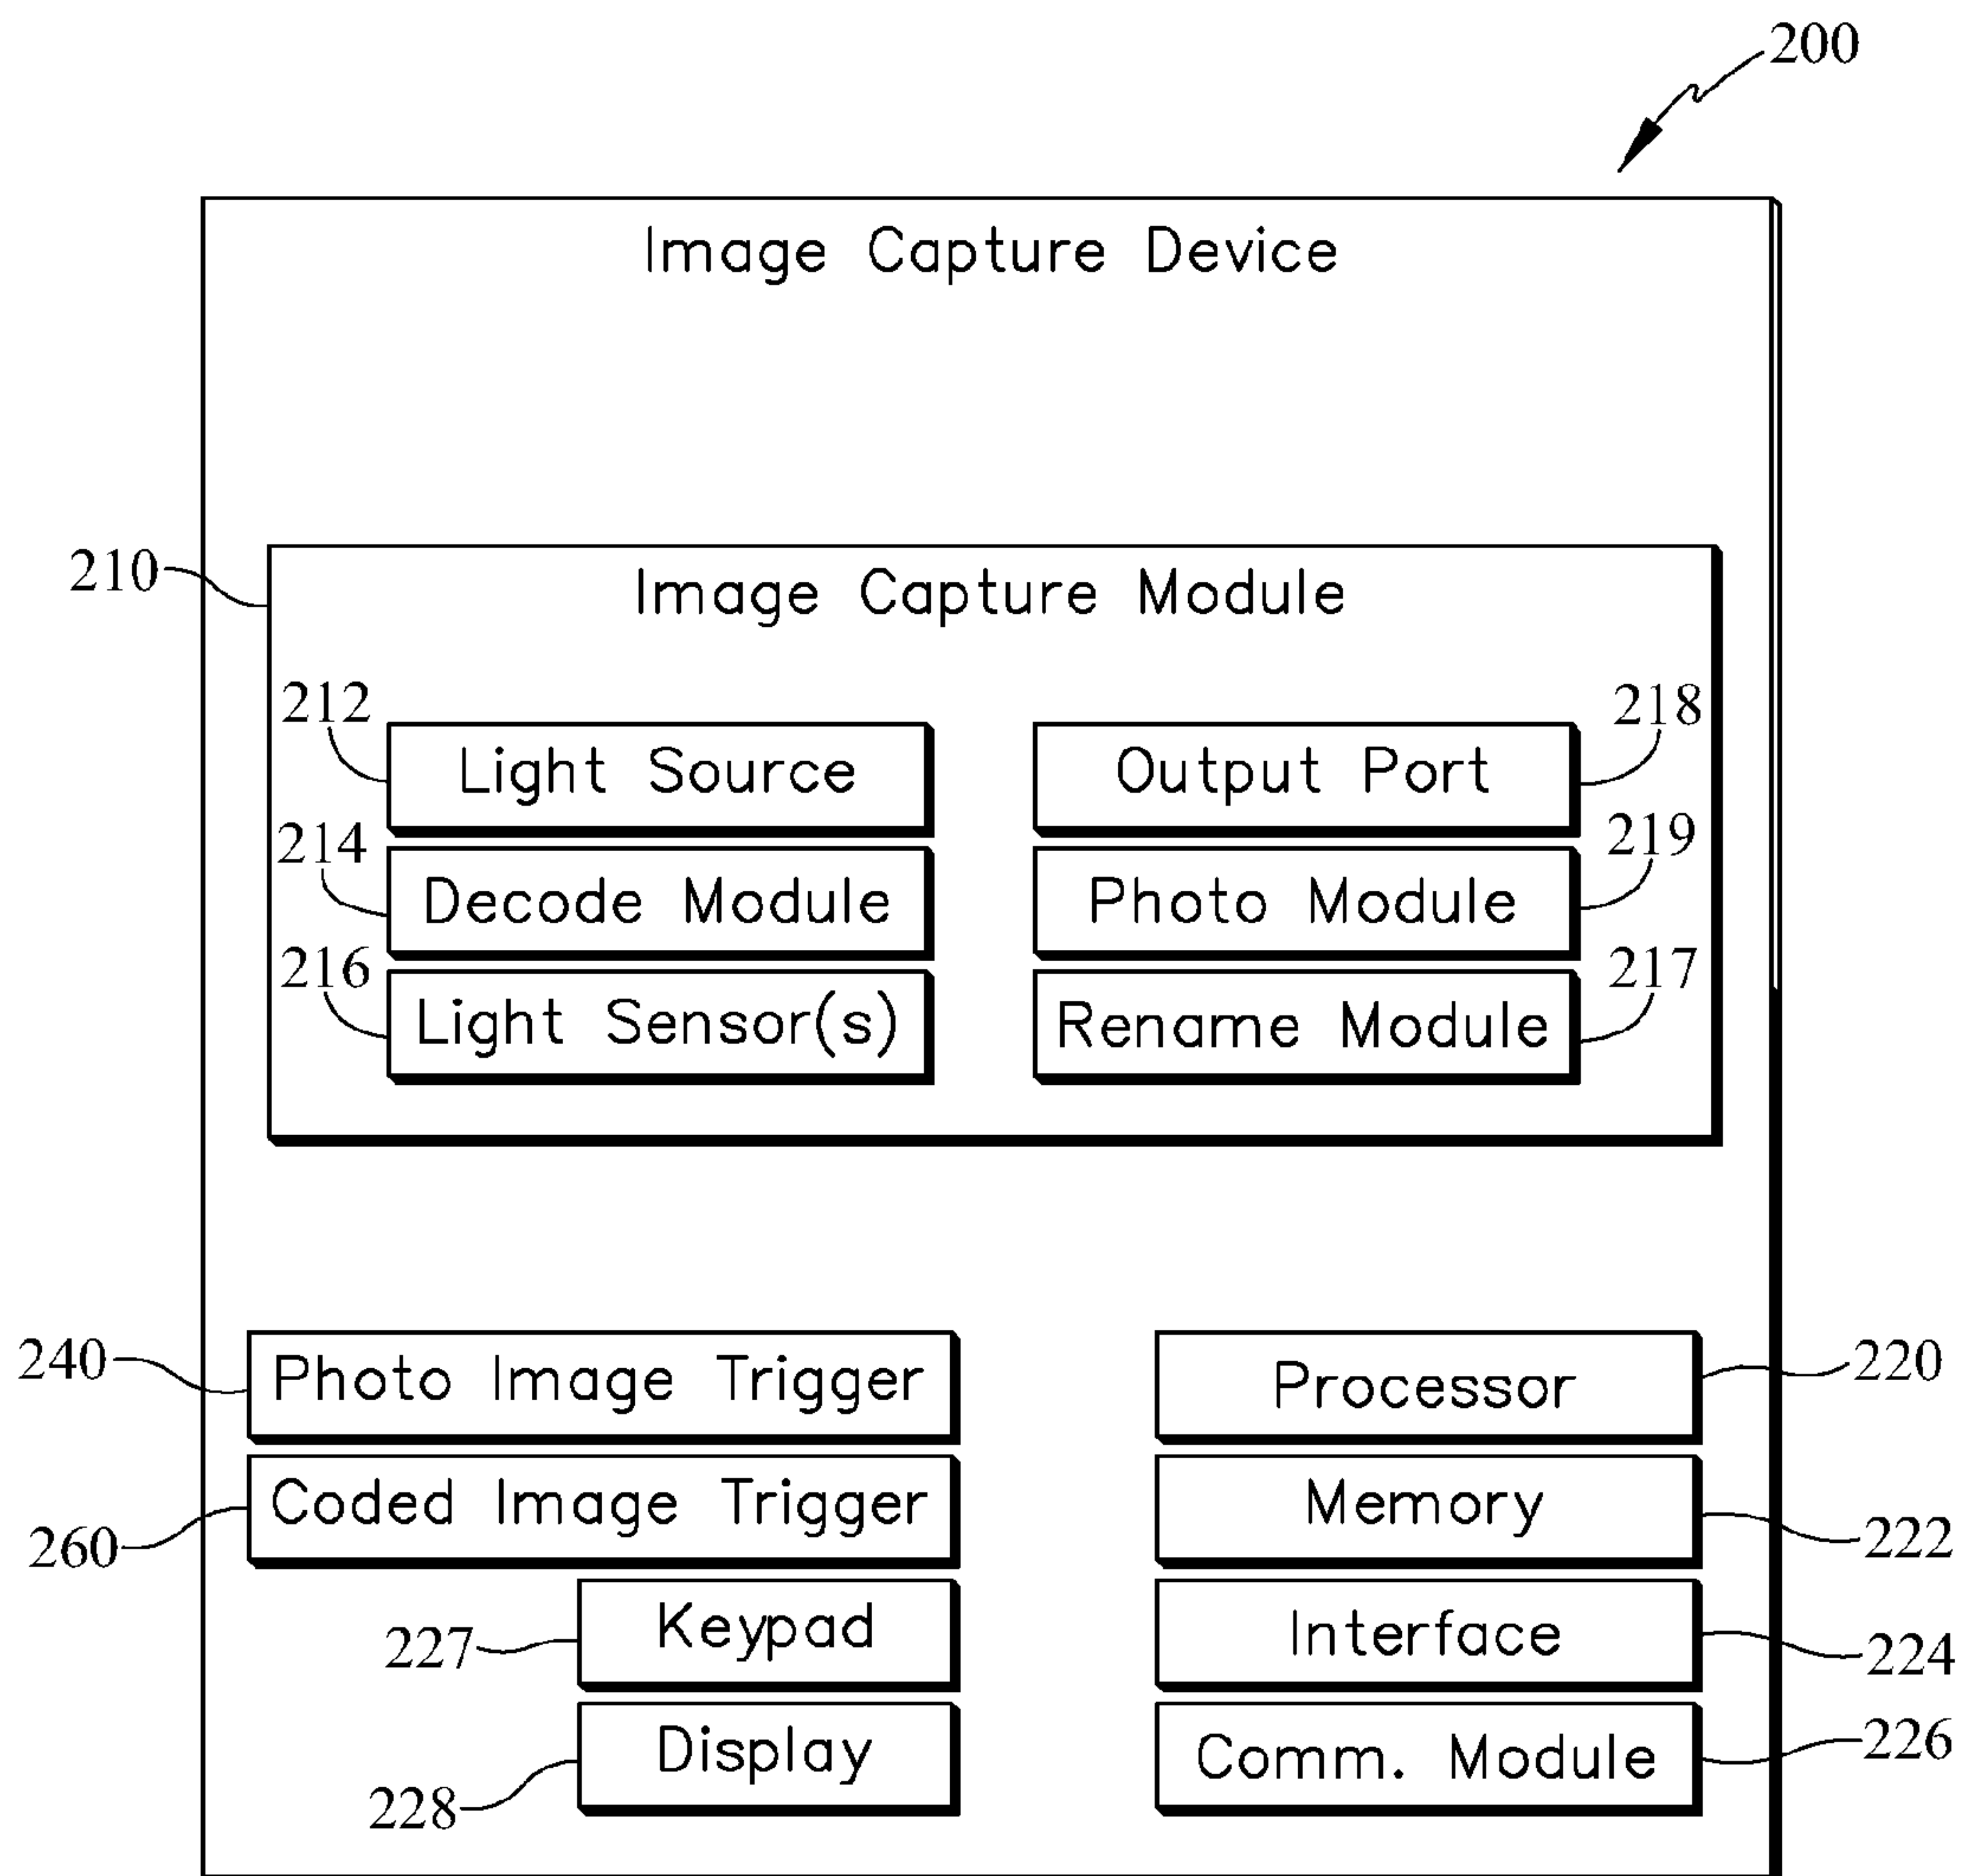 200
Image Capture Device
210
Image Capture Module
212
Light Source
Output Port
218
214
Decode Module
Photo Module
219
216
Light Sensor(s)
Rename Module
217
240
Photo Image Trigger
Processor
220
260
Coded Image Trigger
Memory
222
227
Keypad
Interface
224
228
Display
Comm. Module
226